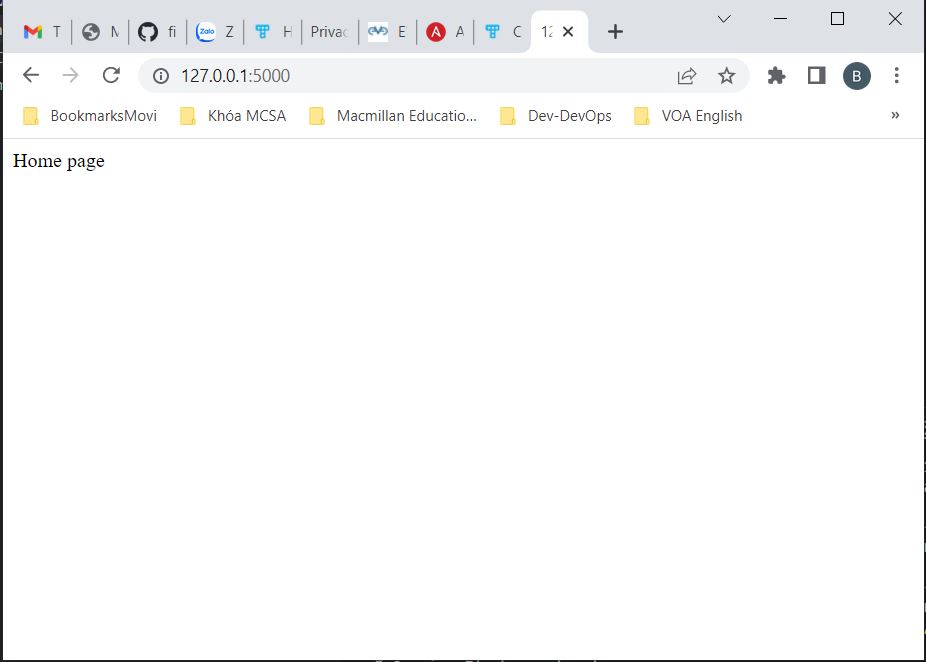 T M fi Zalo Z H Priva E A A C 12
127.0.0.1:5000 B
BookmarksMovi Khóa MCSA Macmillan Educatio... Dev-DevOps VOA English »
Home page